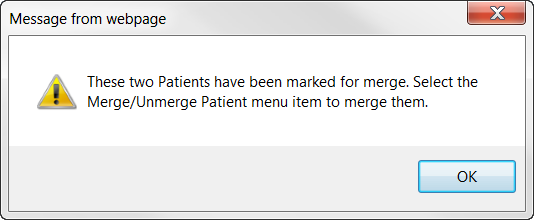 Message from webpage
These two Patients have been marked for merge. Select the
Merge/Unmerge Patient menu item to merge them.
OK